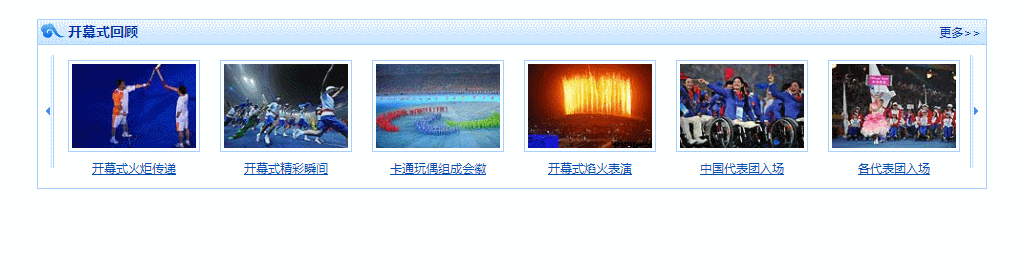 开幕式回顾
更多>>
开幕式火炬传递
开幕式精彩瞬间
卡通玩偶组成会徽
开幕式焰火表演
中国代表团入场
各代表团入场